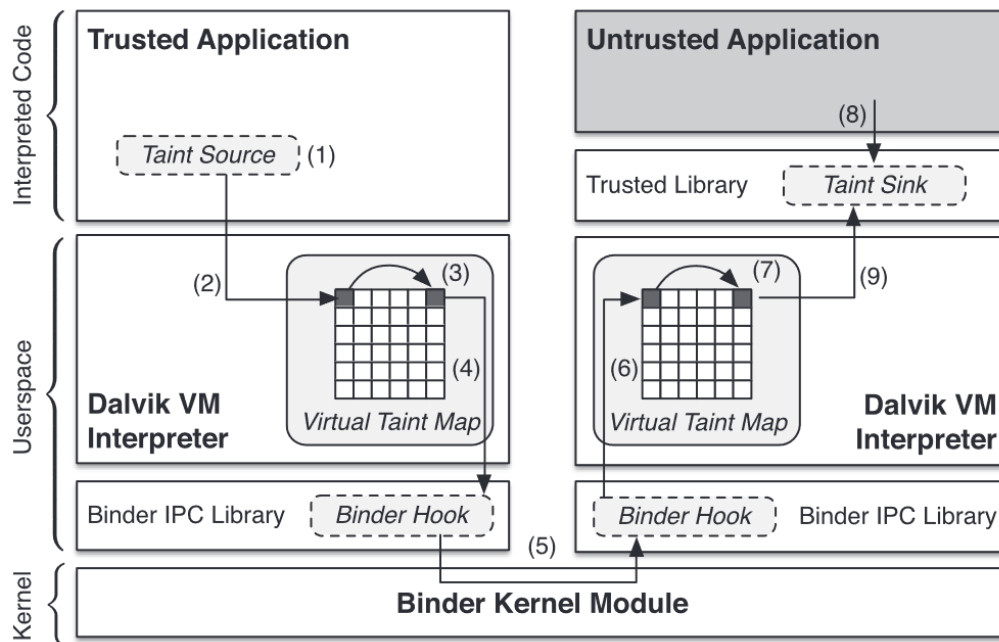 Interpreted Code
Trusted Application
Taint Source
(1)
Untrusted Application
(8)
Trusted Library
Taint Sink
Userspace
(2)
(3)
(4)
Virtual Taint Map
Dalvik VM
Interpreter
(7)
(9)
(6)
Virtual Taint Map
Dalvik VM
Interpreter
Binder IPC Library
Binder Hook
(5)
Binder Hook
Binder IPC Library
Kernel
Binder Kernel Module